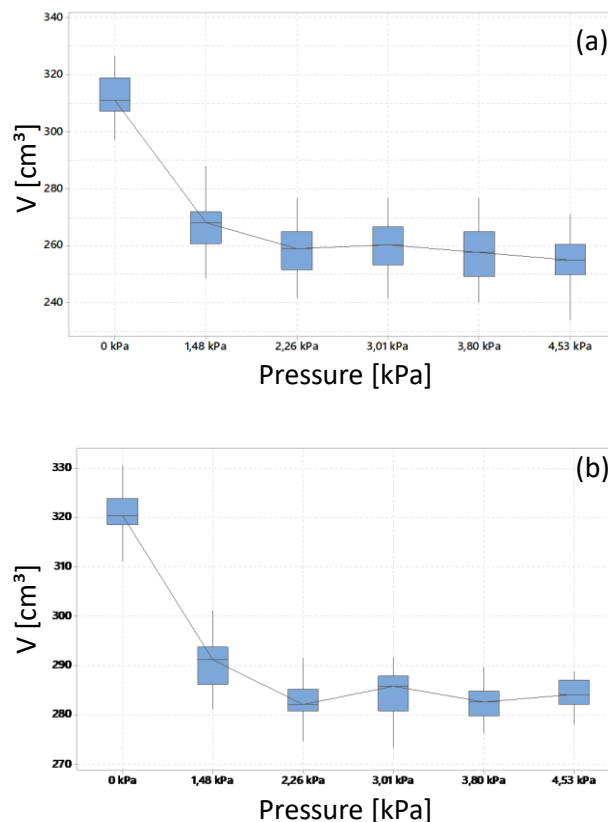 (a)
340
320
300
280
260
240
V [cm³]
0 kPa 1,48 kPa 2,26 kPa 3,01 kPa 3,80 kPa 4,53 kPa
Pressure [kPa]
(b)
330
320
310
300
290
280
270
V [cm³]
0 kPa 1,48 kPa 2,26 kPa 3,01 kPa 3,80 kPa 4,53 kPa
Pressure [kPa]